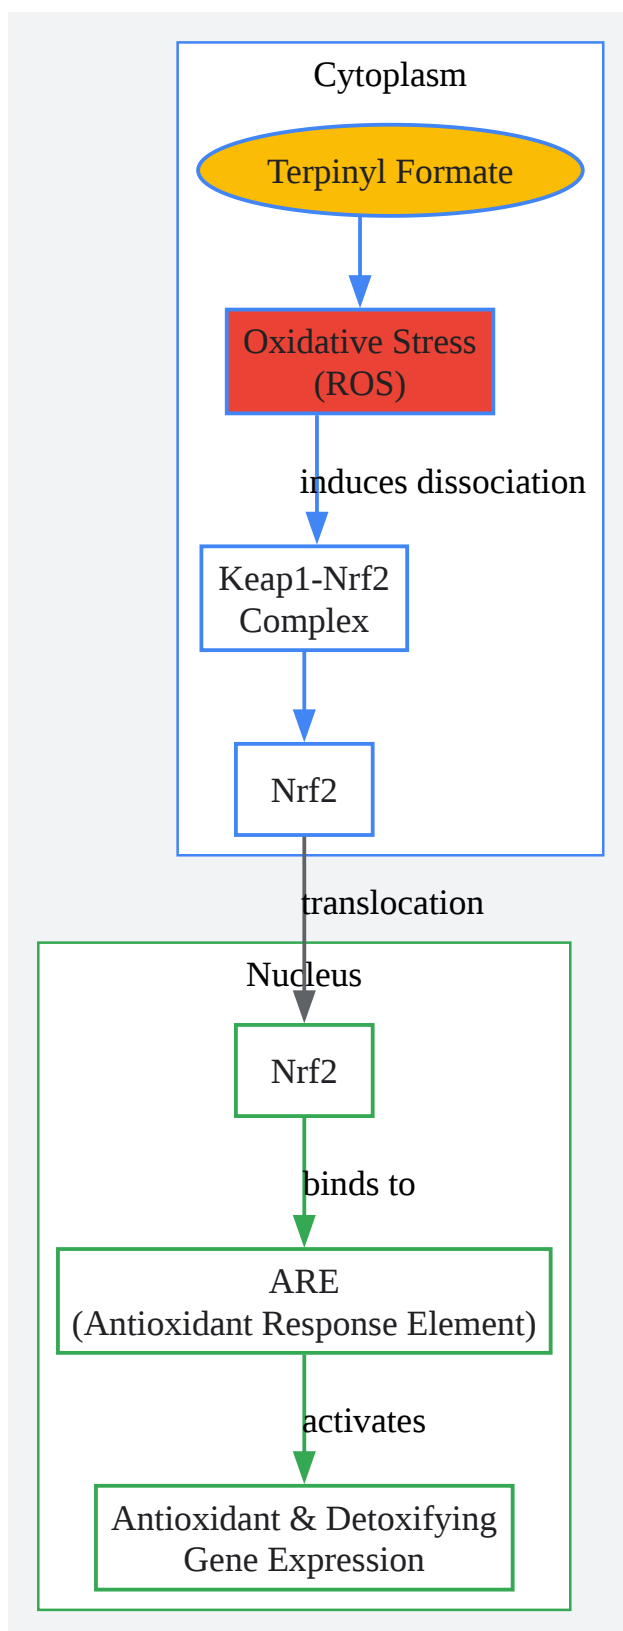 Cytoplasm
Terpinyl Formate
Oxidative Stress
(ROS)
induces dissociation
Keap1-Nrf2
Complex
Nrf2
translocation
Nucleus
Nrf2
binds to
ARE
(Antioxidant Response Element)
activates
Antioxidant & Detoxifying
Gene Expression